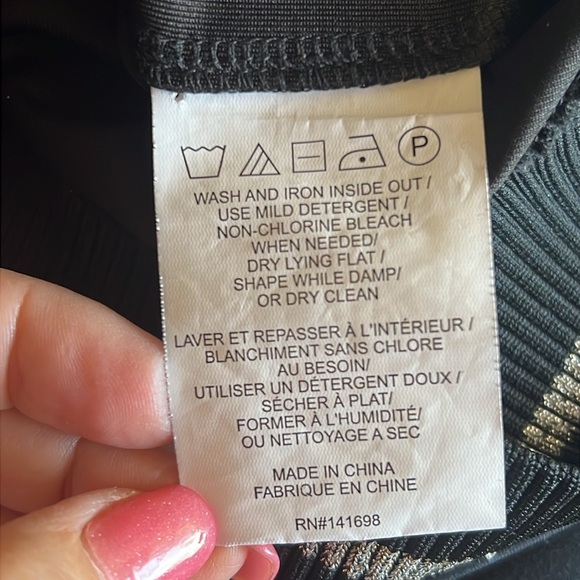 P
WASH AND IRON INSIDE OUT /
USE MILD DETERGENT /
NON-CHLORINE BLEACH
WHEN NEEDED/
DRY LYING FLAT /
SHAPE WHILE DAMP/
OR DRY CLEAN
LAVER ET REPASSER À L'INTÉRIEUR /
BLANCHIMENT SANS CHLORE
AU BESOIN/
UTILISER UN DÉTERGENT DOUX /
SÉCHER À PLAT/
FORMER À L'HUMIDITÉ/
OU NETTOYAGE A SEC
MADE IN CHINA
FABRIQUE EN CHINE
RN#141698